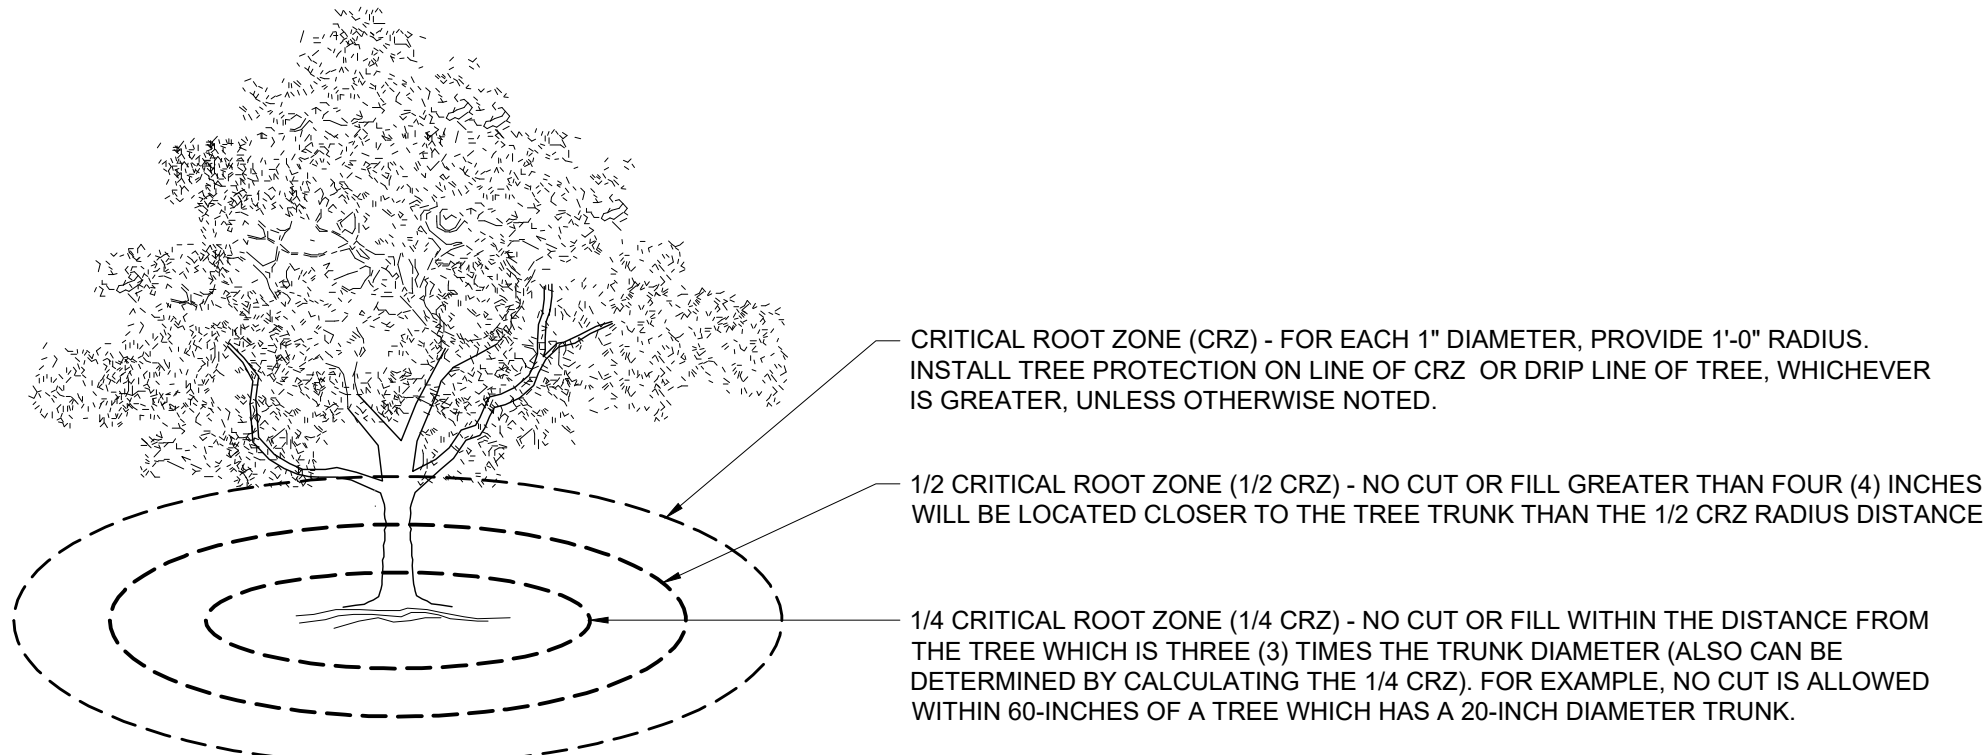 CRITICAL ROOT ZONE (CRZ) - FOR EACH 1" DIAMETER, PROVIDE 1'-0" RADIUS.
INSTALL TREE PROTECTION ON LINE OF CRZ OR DRIP LINE OF TREE, WHICHEVER
IS GREATER, UNLESS OTHERWISE NOTED.
1/2 CRITICAL ROOT ZONE (1/2 CRZ) - NO CUT OR FILL GREATER THAN FOUR (4) INCHES
WILL BE LOCATED CLOSER TO THE TREE TRUNK THAN THE 1/2 CRZ RADIUS DISTANCE
1/4 CRITICAL ROOT ZONE (1/4 CRZ) - NO CUT OR FILL WITHIN THE DISTANCE FROM
THE TREE WHICH IS THREE (3) TIMES THE TRUNK DIAMETER (ALSO CAN BE
DETERMINED BY CALCULATING THE 1/4 CRZ). FOR EXAMPLE, NO CUT IS ALLOWED
WITHIN 60-INCHES OF A TREE WHICH HAS A 20-INCH DIAMETER TRUNK.